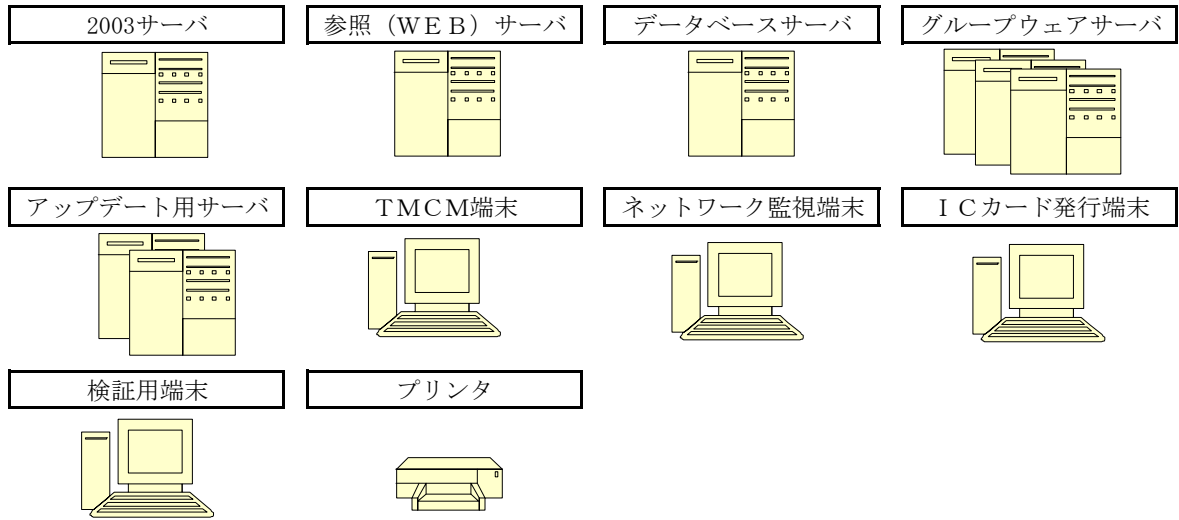 2003サーバ
参照（ＷＥＢ）サーバ
データベースサーバ
グループウェアサーバ
アップデート用サーバ
ＴＭＣＭ端末
ネットワーク監視端末
ＩＣカード発行端末
検証用端末
プリンタ